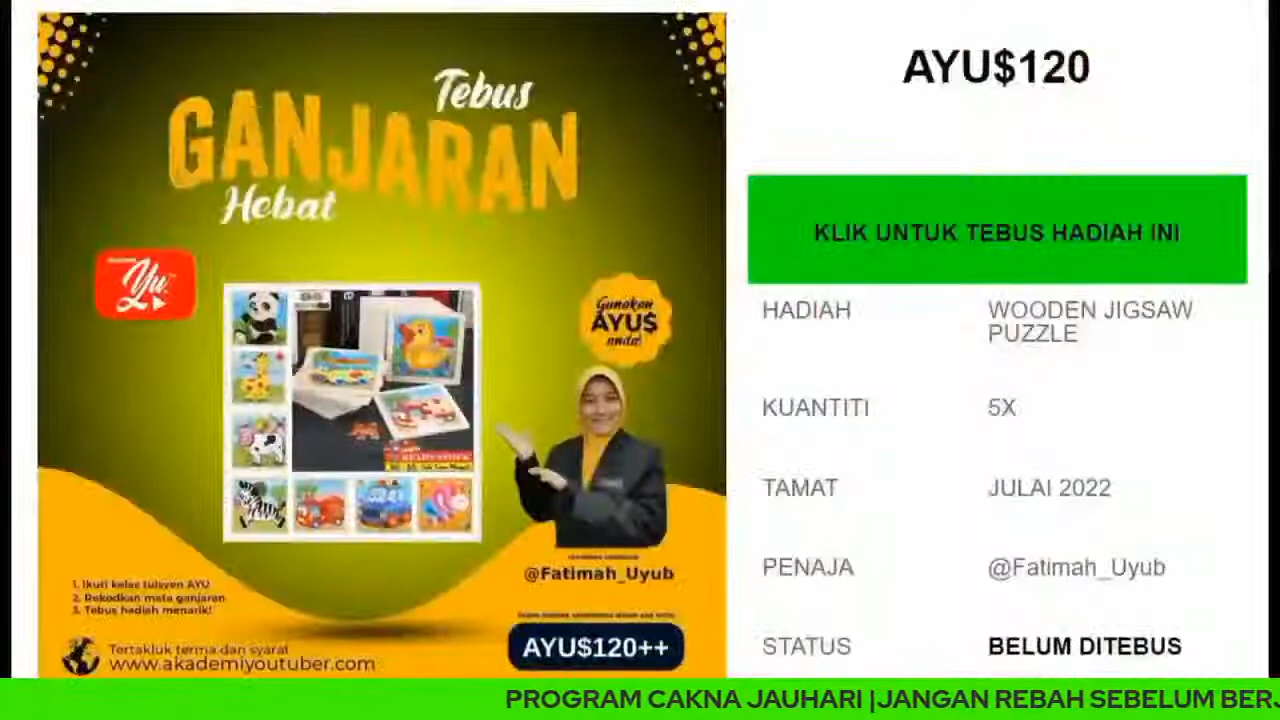 Tebus
GANJARAN
Hebat
Yu
Gunakan
AYU$
anda!
@Fatimah_Uyub
1. Ikuti kelas tuisyen AYU
2. Rekodkan mata ganjaran
3. Tebus hadiah menarik!
Tertakluk terma dan syarat
www.akademiyoutuber.com
AYU$120++
AYU$120
KLIK UNTUK TEBUS HADIAH INI
HADIAH WOODEN JIGSAW
PUZZLE
KUANTITI 5X
TAMAT JULAI 2022
PENAJA @Fatimah_Uyub
STATUS BELUM DITEBUS
PROGRAM CAKNA JAUHARI |JANGAN REBAH SEBELUM BERJ